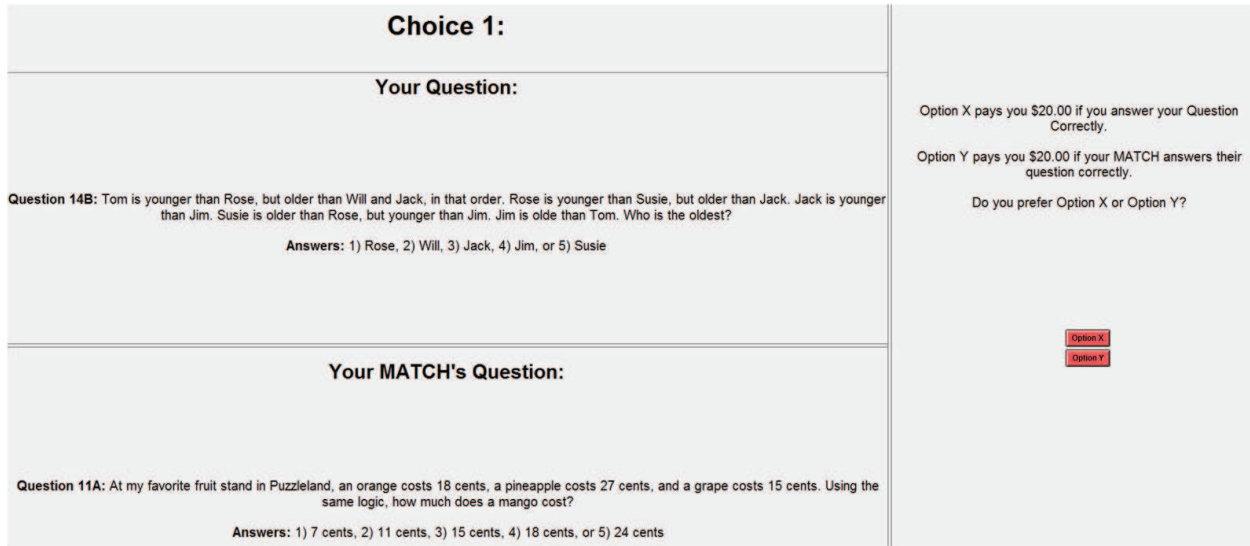 Choice 1:
Your Question:
Question 14B: Tom is younger than Rose, but older than Will and Jack, in that order. Rose is younger than Susie, but older than Jack. Jack is younger
than Jim. Susie is older than Rose, but younger than Jim. Jim is olde than Tom. Who is the oldest?
Answers: 1) Rose, 2) Will, 3) Jack, 4) Jim, or 5) Susie
Your MATCH's Question:
Question 11A: At my favorite fruit stand in Puzzleland, an orange costs 18 cents, a pineapple costs 27 cents, and a grape costs 15 cents. Using the
same logic, how much does a mango cost?
Answers: 1) 7 cents, 2) 11 cents, 3) 15 cents, 4) 18 cents, or 5) 24 cents
Option X pays you $20.00 if you answer your Question
Correctly.
Option Y pays you $20.00 if your MATCH answers their
question correctly.
Do you prefer Option X or Option Y?
Option X
Option Y